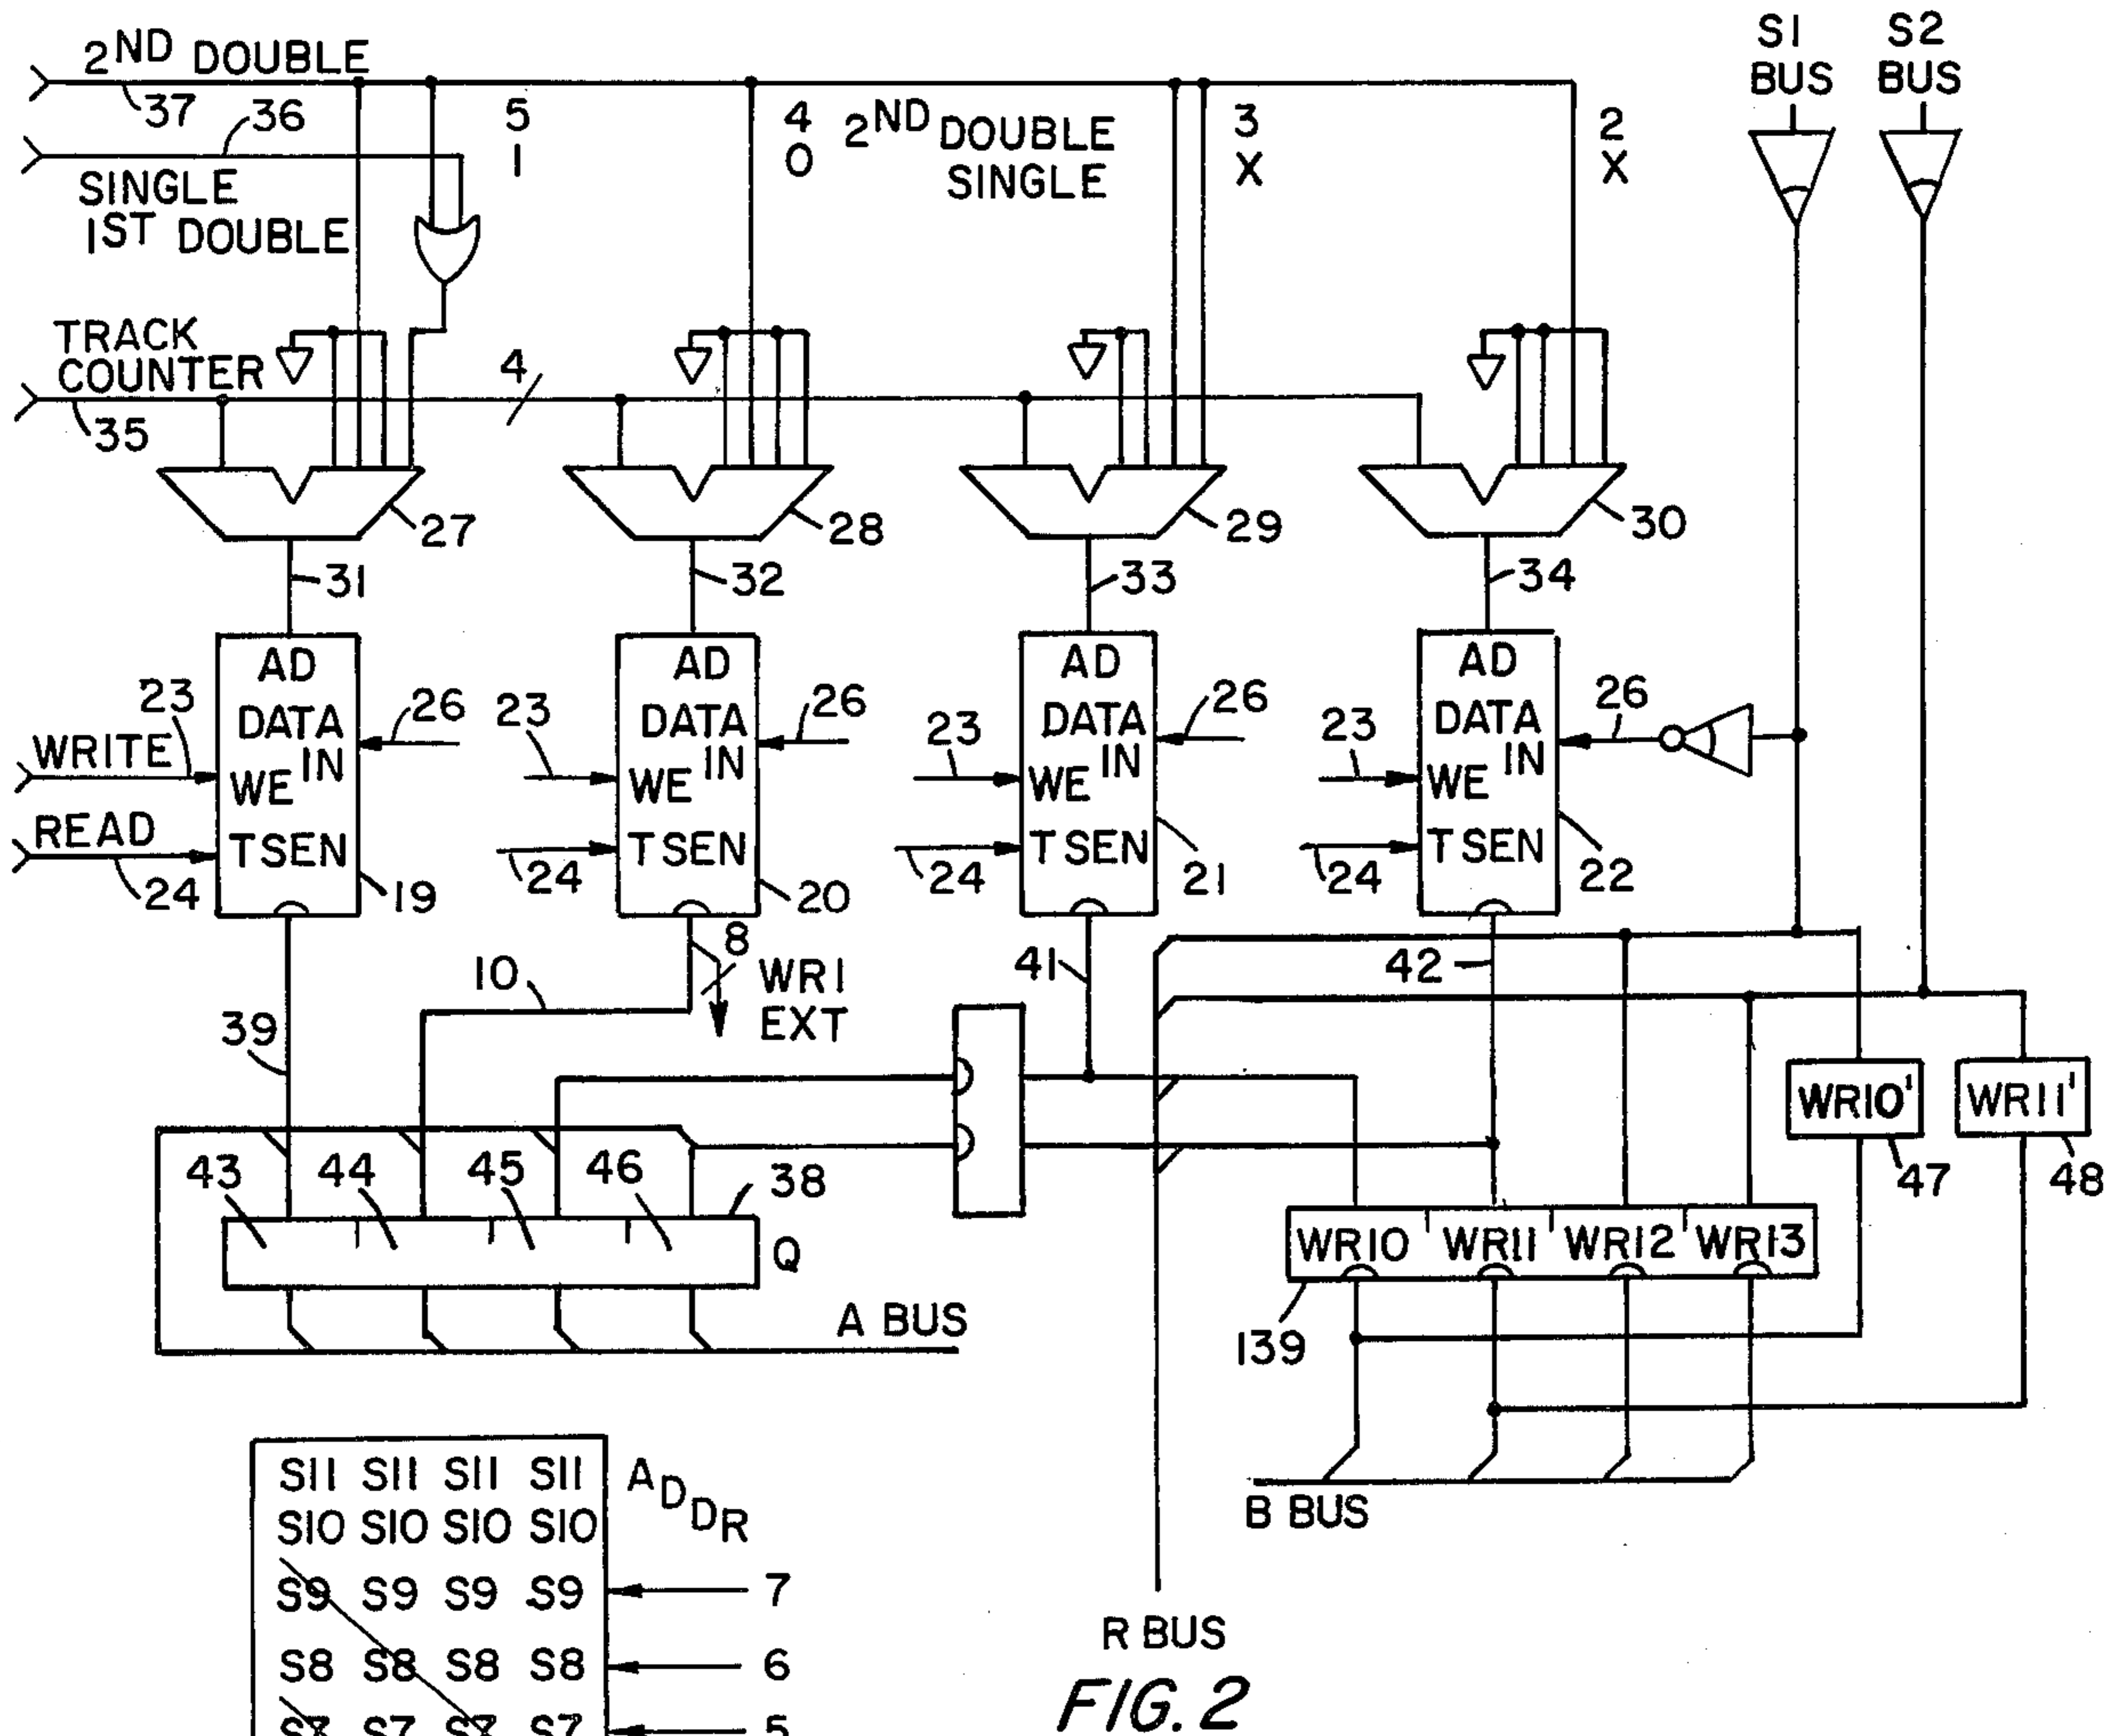 2ND DOUBLE
37
36
SINGLE
1ST DOUBLE
5
1
4
0
2ND DOUBLE
SINGLE
3
X
2
X
S1
BUS
S2
BUS
TRACK
COUNTER
35
4
27
28
29
30
31
32
33
34
AD
DATA
IN
WE
TSEN
AD
DATA
IN
WE
TSEN
AD
DATA
IN
WE
TSEN
AD
DATA
IN
WE
TSEN
WRITE
23
26
23
26
23
26
23
26
READ
24
19
24
20
24
21
24
22
39
10
8
WR1
EXT
41
42
WR10'
WR11'
47
48
43
44
45
46
38
Q
A BUS
WR10
WR11
WR12
WR13
139
B BUS
R BUS
S11 S11 S11 S11
ADDR
S10 S10 S10 S10
S9 S9 S9 S9
7
S8 S8 S8 S8
6
S7 S7 S7 S7
5
FIG. 2